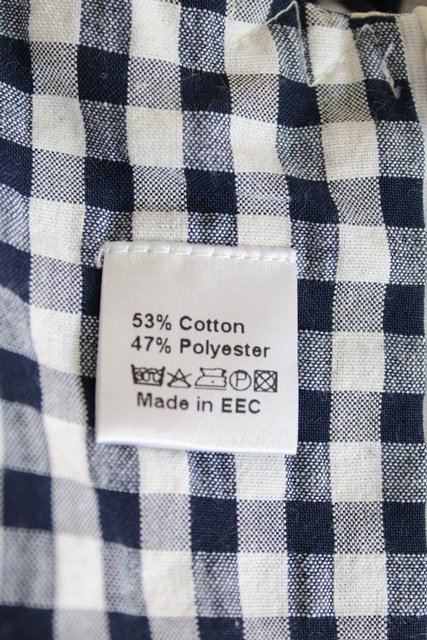 53% Cotton
47% Polyester
Made in EEC